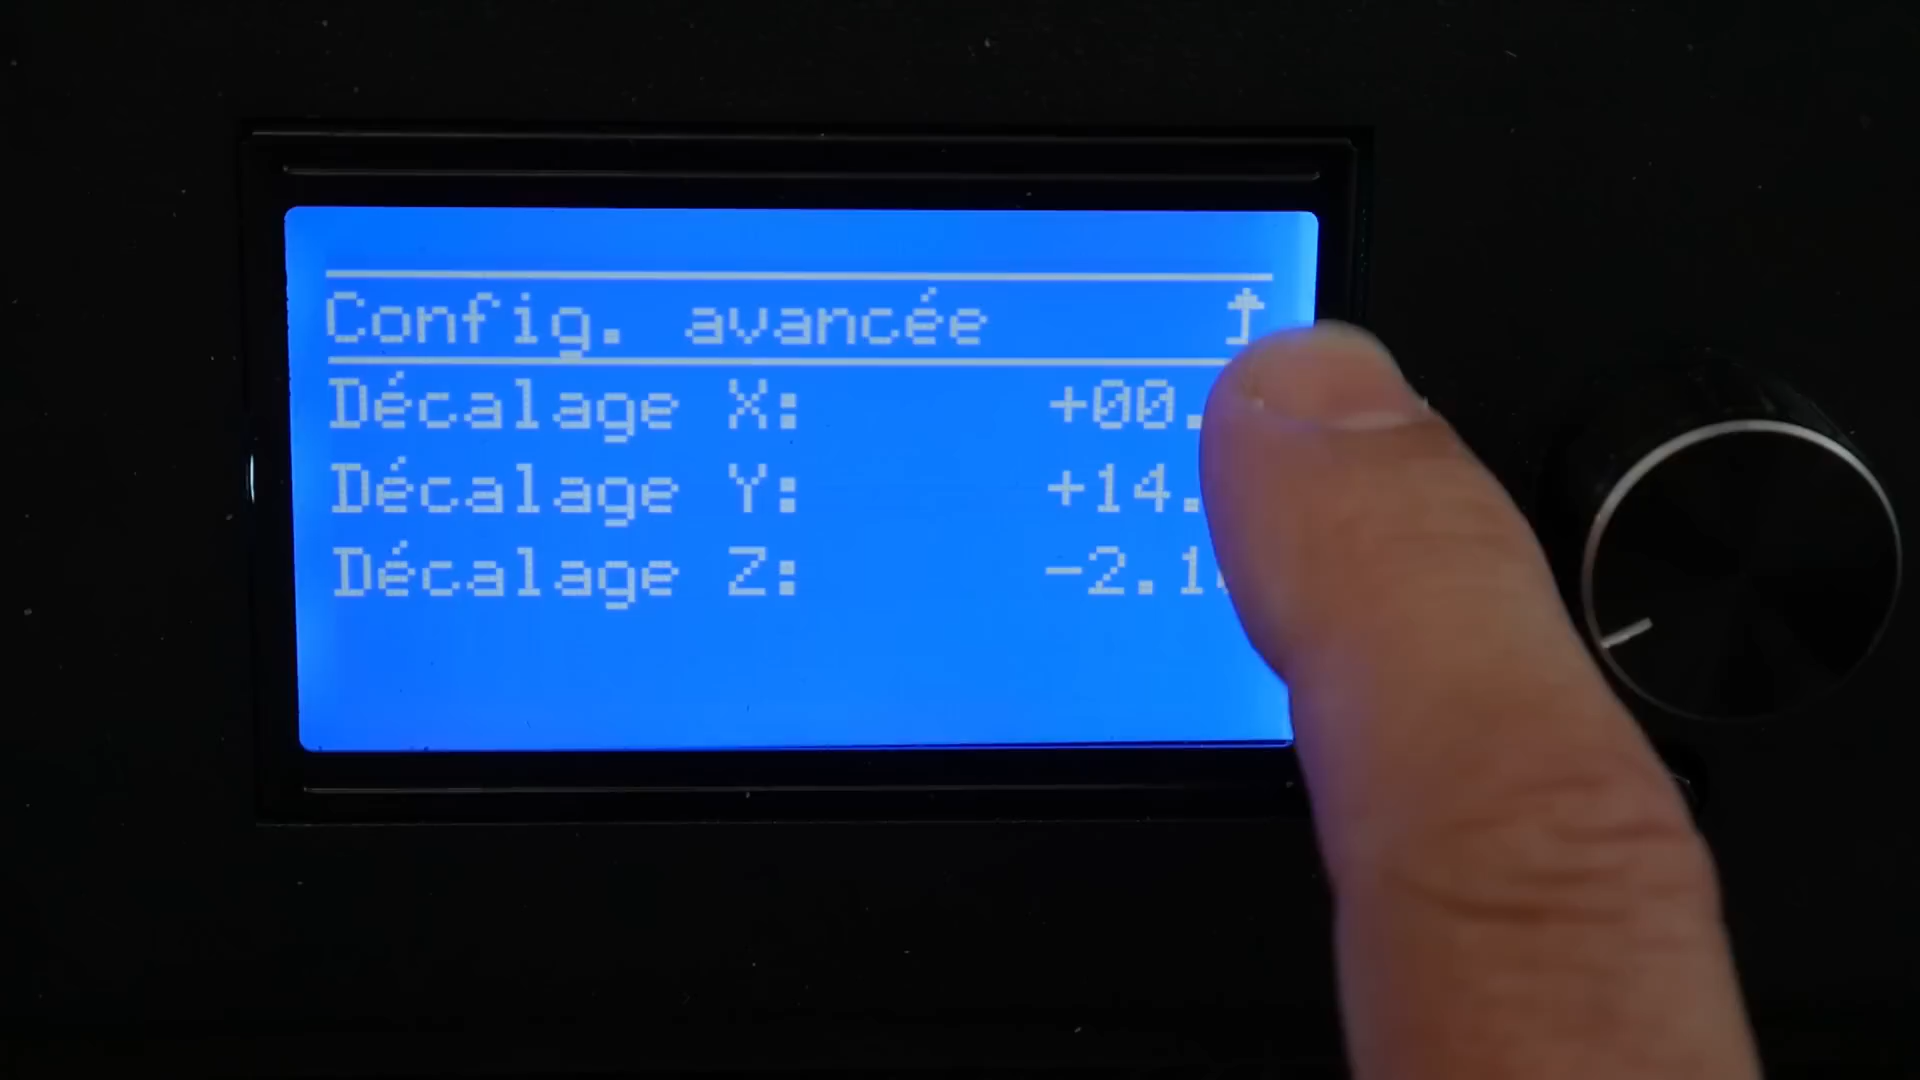 Config. avancée
Décalage X: +00.
Décalage Y: +14.
Décalage Z: -2.1